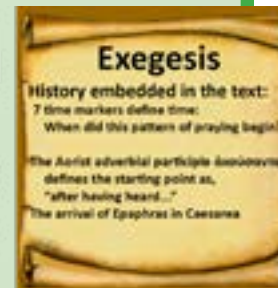 Exegesis
History embedded in the text:
7 time markers define time:
When did this pattern of praying begin
The Aorist adverbial participle
defines the starting point as,
"after having heard..."
The arrival of Epaphras in Caesarea